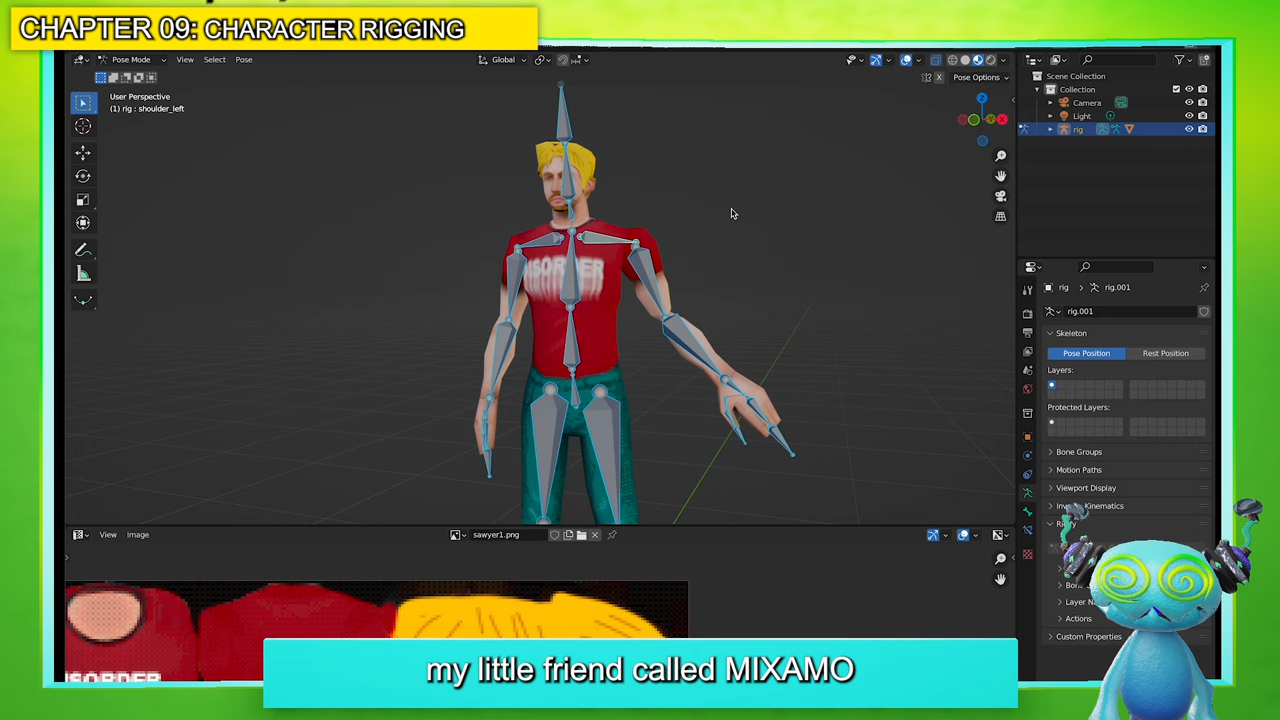 CHAPTER 09: CHARACTER RIGGING
Pose Mode View Select Pose Global
Pose Options
User Perspective
(1) rig : shoulder_left
Z
Y
X
Scene Collection
Collection
Camera
Light
rig
rig rig.001
rig.001
Skeleton
Pose Position Rest Position
Layers:
Protected Layers:
Bone Groups
Motion Paths
Viewport Display
Kinematics
Actions
Custom Properties
View Image sawyer1.png
DISORDER
my little friend called MIXAMO